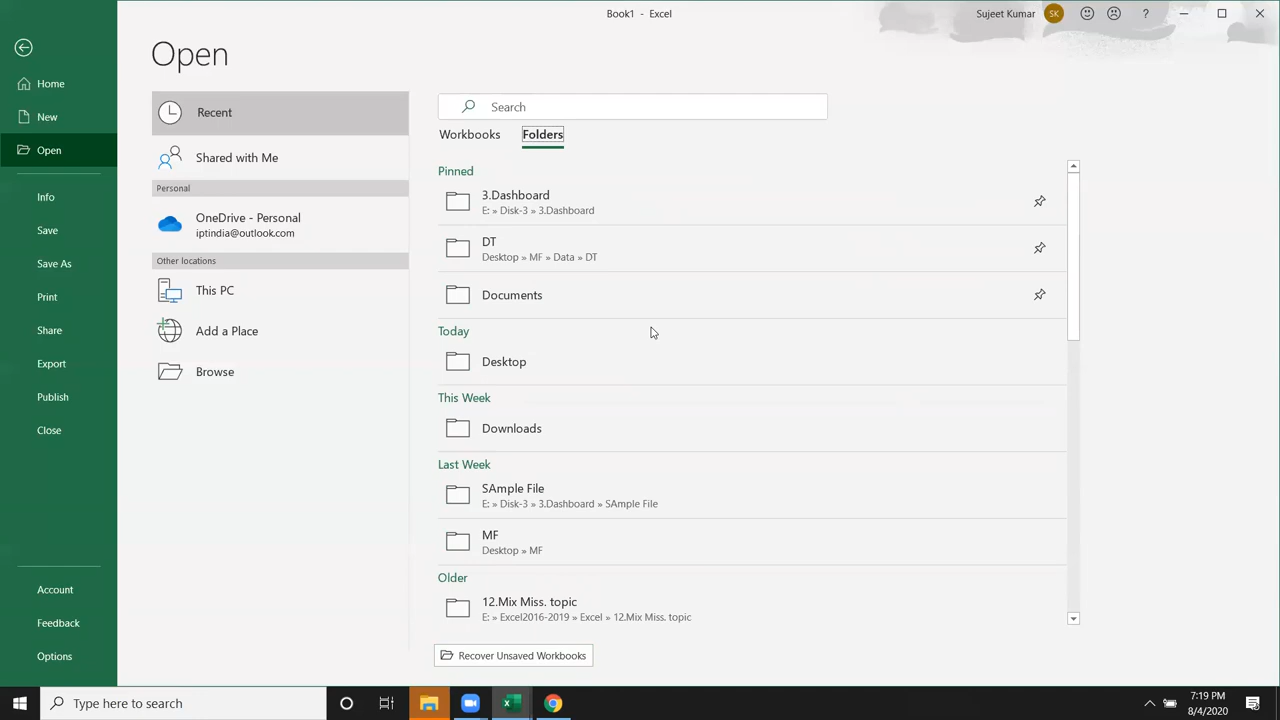 Book1 - Excel
Sujeet Kumar
SK
?
Home
New
Open
Info
Save
Save As
Print
Share
Export
Publish
Close
Account
Feedback
Options
Open
Recent
Shared with Me
Personal
OneDrive - Personal
iptindia@outlook.com
Other locations
This PC
Add a Place
Browse
Search
Workbooks
Folders
Pinned
3.Dashboard
E: » Disk-3 » 3.Dashboard
DT
Desktop » MF » Data » DT
Documents
Today
Desktop
This Week
Downloads
Last Week
SAmple File
E: » Disk-3 » 3.Dashboard » SAmple File
MF
Desktop » MF
Older
12.Mix Miss. topic
E: » Excel2016-2019 » Excel » 12.Mix Miss. topic
Recover Unsaved Workbooks
Type here to search
7:19 PM
8/4/2020